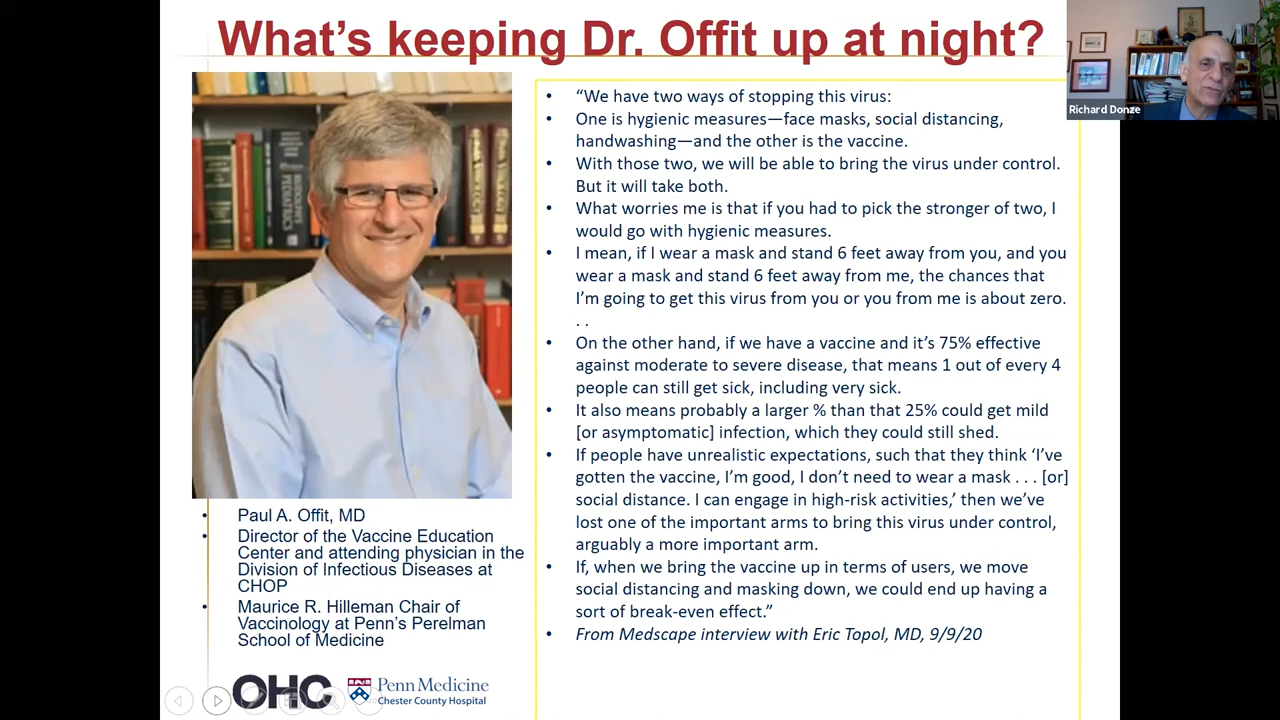 What's keeping Dr. Offit up at night?
Richard Donze
• "We have two ways of stopping this virus:
• One is hygienic measures—face masks, social distancing,
handwashing—and the other is the vaccine.
• With those two, we will be able to bring the virus under control.
But it will take both.
• What worries me is that if you had to pick the stronger of two, I
would go with hygienic measures.
• I mean, if I wear a mask and stand 6 feet away from you, and you
wear a mask and stand 6 feet away from me, the chances that
I'm going to get this virus from you or you from me is about zero.
. .
• On the other hand, if we have a vaccine and it's 75% effective
against moderate to severe disease, that means 1 out of every 4
people can still get sick, including very sick.
• It also means probably a larger % than that 25% could get mild
[or asymptomatic] infection, which they could still shed.
• If people have unrealistic expectations, such that they think 'I've
gotten the vaccine, I'm good, I don't need to wear a mask . . . [or]
social distance. I can engage in high-risk activities,' then we've
lost one of the important arms to bring this virus under control,
arguably a more important arm.
• If, when we bring the vaccine up in terms of users, we move
social distancing and masking down, we could end up having a
sort of break-even effect."
• From Medscape interview with Eric Topol, MD, 9/9/20
• Paul A. Offit, MD
• Director of the Vaccine Education
Center and attending physician in the
Division of Infectious Diseases at
CHOP
• Maurice R. Hilleman Chair of
Vaccinology at Penn's Perelman
School of Medicine
OHC
Penn Medicine
Chester County Hospital